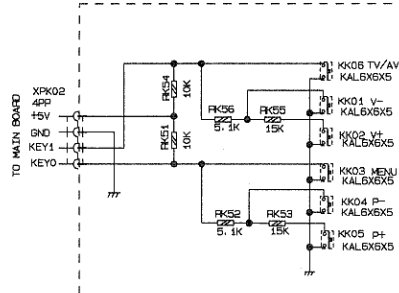 TO MAIN BOARD
XPK02
4PP
+5V
GND
KEY1
KEY0
RK54
10K
RK51
10K
RK56
5.1K
RK55
15K
RK52
5.1K
RK53
15K
KK06 TV/AV
KAL6X6X5
KK01 V-
KAL6X6X5
KK02 V+
KAL6X6X5
KK03 MENU
KAL6X6X5
KK04 P-
KAL6X6X5
KK05 P+
KAL6X6X5